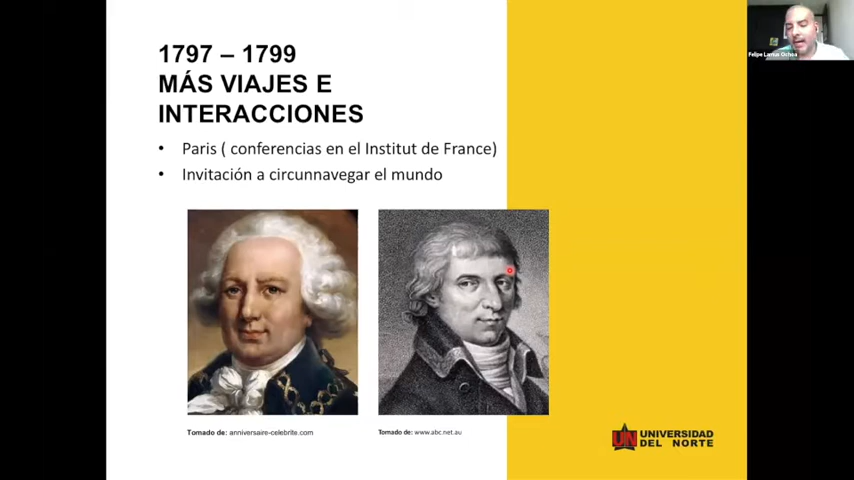 1797 – 1799
MÁS VIAJES E
INTERACCIONES
• Paris ( conferencias en el Institut de France)
• Invitación a circunnavegar el mundo
Tomado de: anniversaire-celebrite.com
Tomado de: www.abc.net.au
UN UNIVERSIDAD
DEL NORTE
Felipe Lamus Ochoa